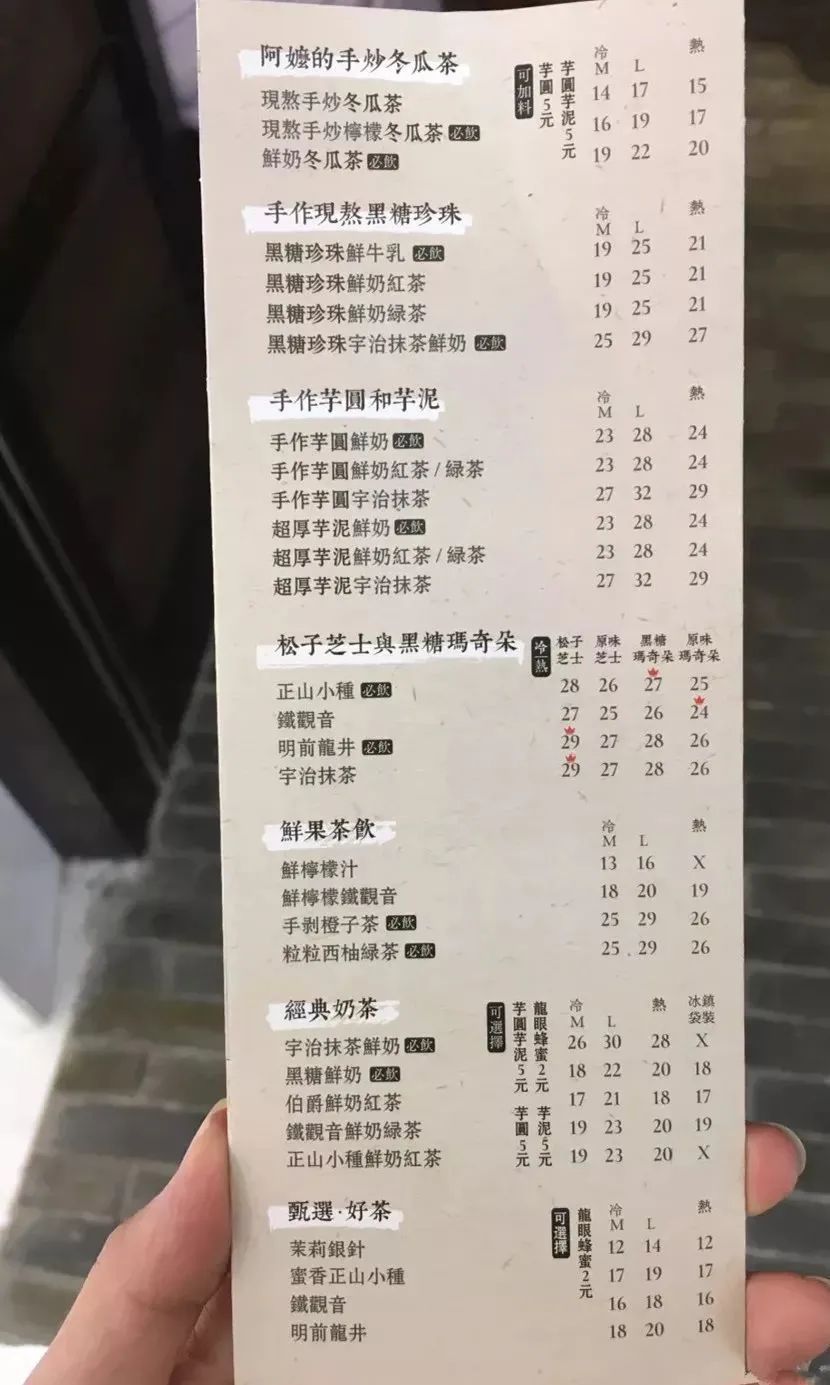 阿嬤的手炒冬瓜茶 可加料 芋圓5元 芋圓芋泥5元 冷 M L 熱
現熬手炒冬瓜茶 14 17 15
現熬手炒檸檬冬瓜茶 必飲 16 19 17
鮮奶冬瓜茶 必飲 19 22 20
手作現熬黑糖珍珠 冷 M L 熱
黑糖珍珠鮮牛乳 必飲 19 25 21
黑糖珍珠鮮奶紅茶 19 25 21
黑糖珍珠鮮奶緑茶 19 25 21
黑糖珍珠宇治抹茶鮮奶 必飲 25 29 27
手作芋圓和芋泥 冷 M L 熱
手作芋圓鮮奶 必飲 23 28 24
手作芋圓鮮奶紅茶/緑茶 23 28 24
手作芋圓宇治抹茶 27 32 29
超厚芋泥鮮奶 必飲 23 28 24
超厚芋泥鮮奶紅茶/緑茶 23 28 24
超厚芋泥宇治抹茶 27 32 29
松子芝士與黑糖瑪奇朵 冷熱 松子芝士 原味芝士 黑糖瑪奇朵 原味瑪奇朵
正山小種 必飲 28 26 27 25
鐵觀音 27 25 26 24
明前龍井 必飲 29 27 28 26
宇治抹茶 29 27 28 26
鮮果茶飲 冷 M L 熱
鮮檸檬汁 13 16 X
鮮檸檬鐵觀音 18 20 19
手剥橙子茶 必飲 25 29 26
粒粒西柚緑茶 必飲 25 29 26
經典奶茶 可選擇 芋圓芋泥5元 龍眼蜂蜜2元 芋圓5元 芋泥5元 冷 M L 熱 冰鎮袋裝
宇治抹茶鮮奶 必飲 26 30 28 X
黑糖鮮奶 必飲 18 22 20 18
伯爵鮮奶紅茶 17 21 18 17
鐵觀音鮮奶緑茶 19 23 20 19
正山小種鮮奶紅茶 19 23 20 X
甄選·好茶 可選擇 龍眼蜂蜜2元 冷 M L 熱
茉莉銀針 12 14 12
蜜香正山小種 17 19 17
鐵觀音 16 18 16
明前龍井 18 20 18